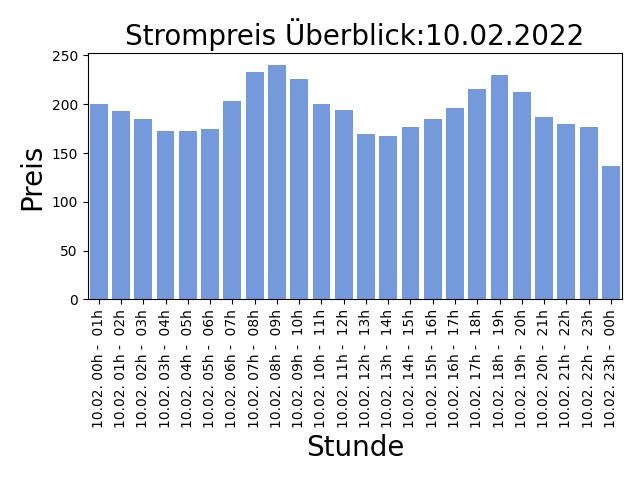 Strompreis Überblick:10.02.2022
Preis
250
200
150
100
50
0
10.02. 00h - 01h
10.02. 01h - 02h
10.02. 02h - 03h
10.02. 03h - 04h
10.02. 04h - 05h
10.02. 05h - 06h
10.02. 06h - 07h
10.02. 07h - 08h
10.02. 08h - 09h
10.02. 09h - 10h
10.02. 10h - 11h
10.02. 11h - 12h
10.02. 12h - 13h
10.02. 13h - 14h
10.02. 14h - 15h
10.02. 15h - 16h
10.02. 16h - 17h
10.02. 17h - 18h
10.02. 18h - 19h
10.02. 19h - 20h
10.02. 20h - 21h
10.02. 21h - 22h
10.02. 22h - 23h
10.02. 23h - 00h
Stunde